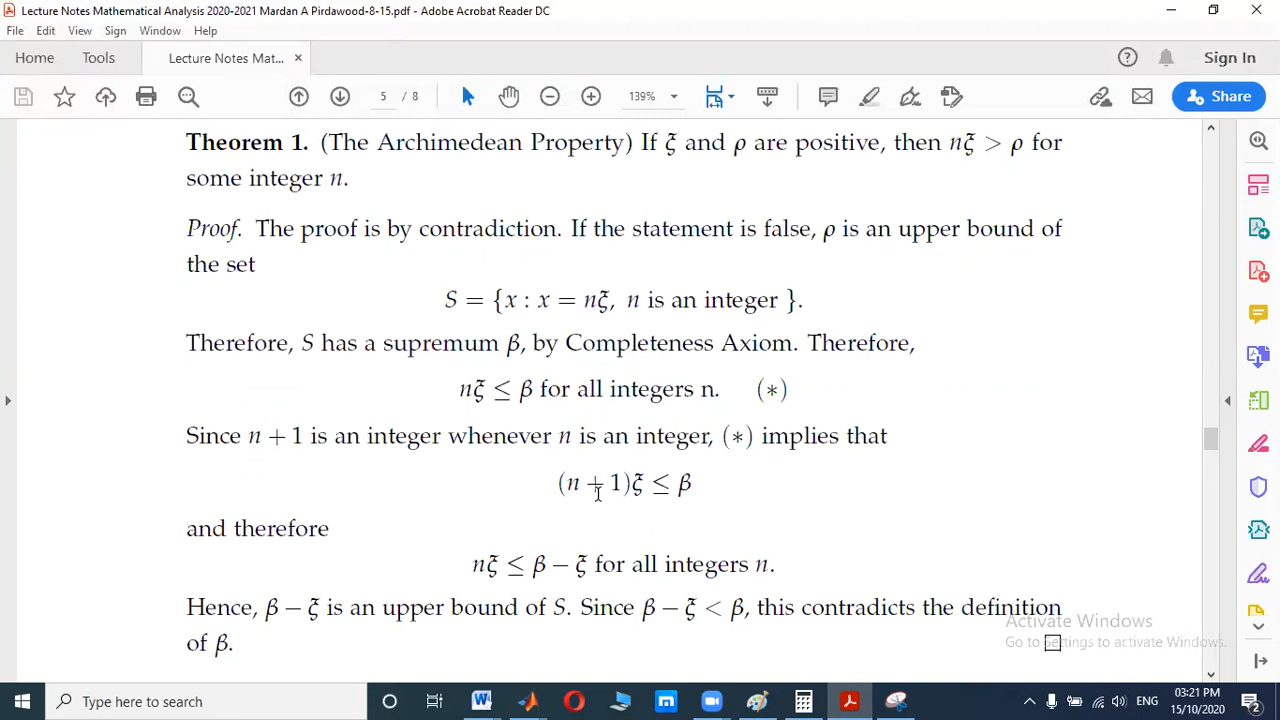 Lecture Notes Mathematical Analysis 2020-2021 Mardan A Pirdawood-8-15.pdf - Adobe Acrobat Reader DC
File Edit View Sign Window Help
Home Tools Lecture Notes Mat... × Sign In
5 / 8 139% Share
Theorem 1. (The Archimedean Property) If ξ and ρ are positive, then nξ > ρ for
some integer n.
Proof. The proof is by contradiction. If the statement is false, ρ is an upper bound of
the set
S = {x : x = nξ, n is an integer }.
Therefore, S has a supremum β, by Completeness Axiom. Therefore,
nξ ≤ β for all integers n. (∗)
Since n + 1 is an integer whenever n is an integer, (∗) implies that
(n + 1)ξ ≤ β
and therefore
nξ ≤ β − ξ for all integers n.
Hence, β − ξ is an upper bound of S. Since β − ξ < β, this contradicts the definition
of β.
Activate Windows
Go to Settings to activate Windows.
Type here to search
ENG
03:21 PM
15/10/2020
2